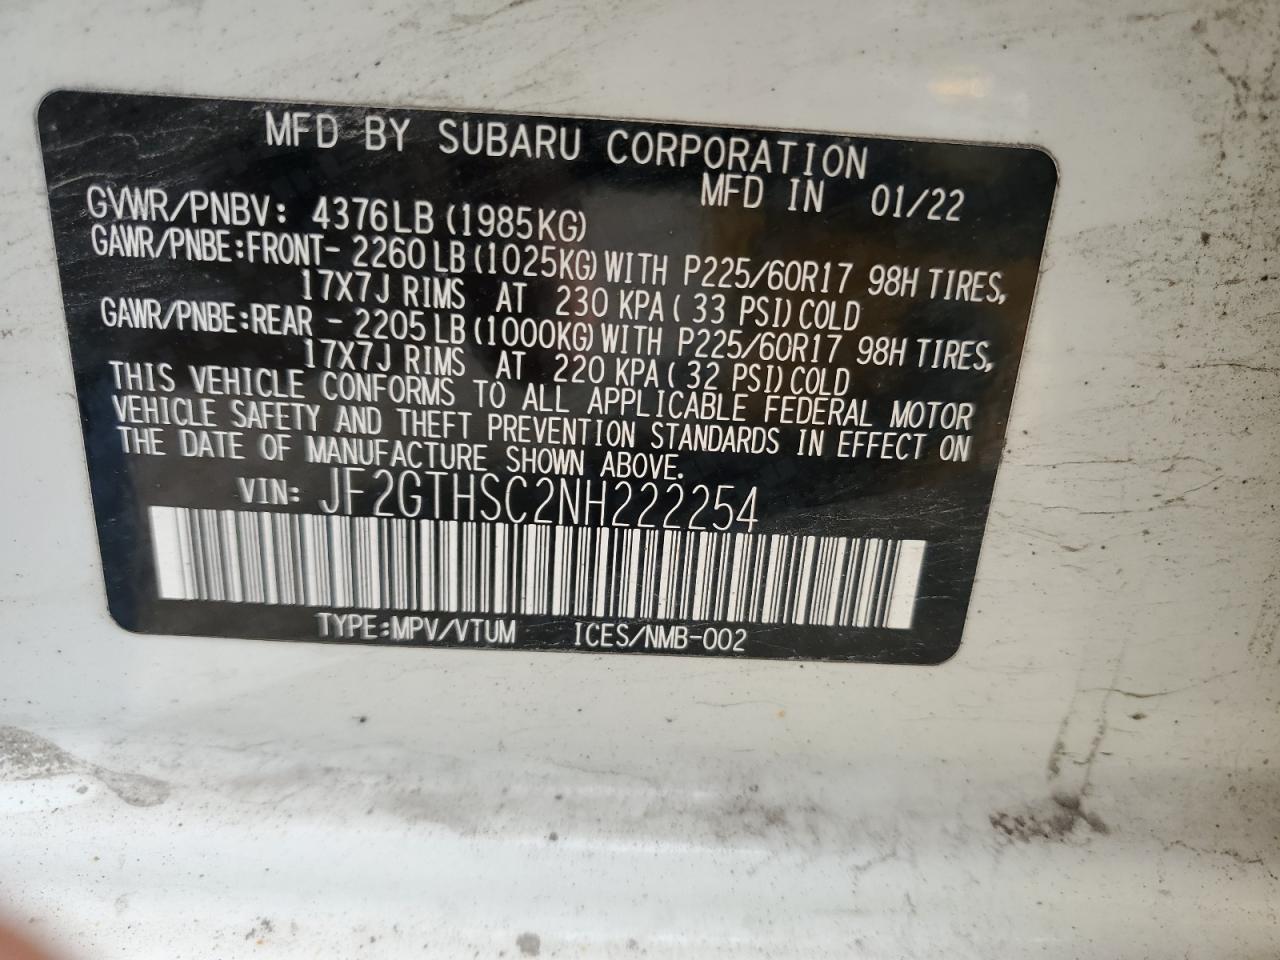 MFD BY SUBARU CORPORATION
MFD IN 01/22
GVWR/PNBV: 4376LB (1985KG)
GAWR/PNBE:FRONT- 2260 LB (1025KG) WITH P225/60R17 98H TIRES,
17X7J RIMS AT 230 KPA ( 33 PSI) COLD
GAWR/PNBE:REAR - 2205 LB (1000KG) WITH P225/60R17 98H TIRES,
17X7J RIMS AT 220 KPA ( 32 PSI) COLD
THIS VEHICLE CONFORMS TO ALL APPLICABLE FEDERAL MOTOR
VEHICLE SAFETY AND THEFT PREVENTION STANDARDS IN EFFECT ON
THE DATE OF MANUFACTURE SHOWN ABOVE.
VIN: JF2GTHSC2NH222254
TYPE:MPV/VTUM ICES/NMB-002